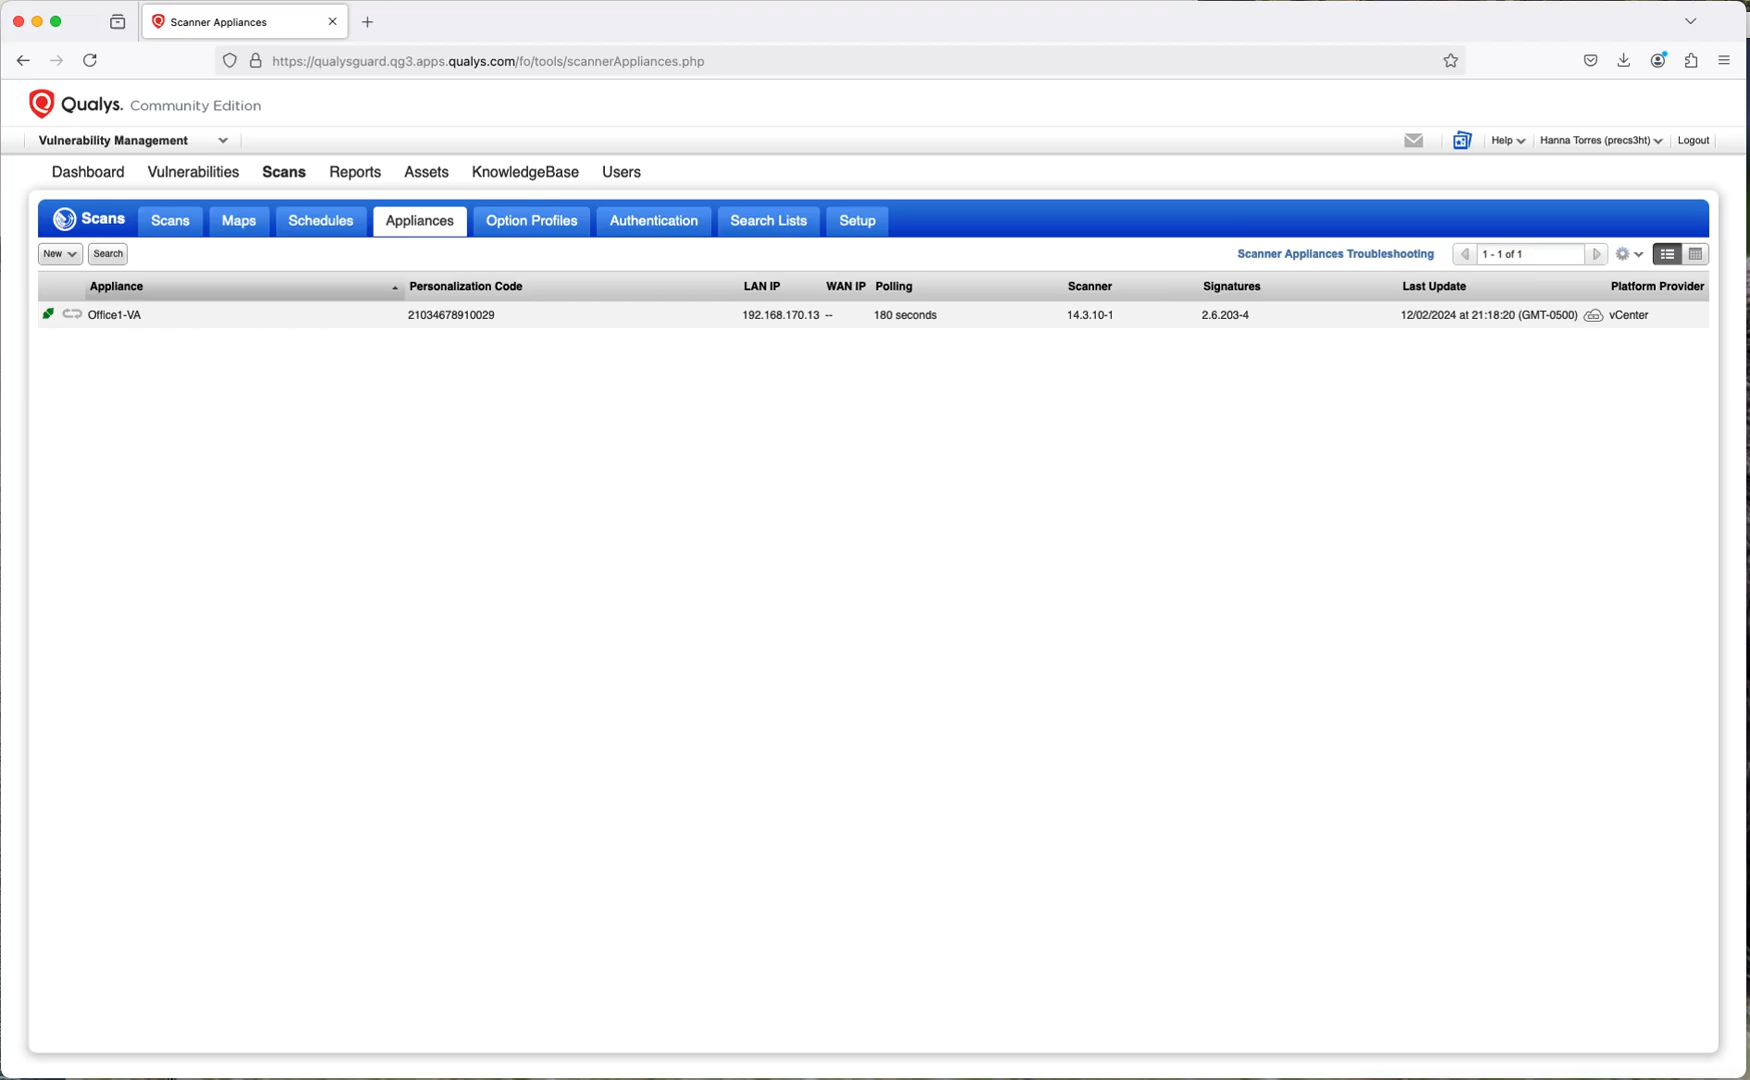 Scanner Appliances
https://qualysguard.qg3.apps.qualys.com/fo/tools/scannerAppliances.php
Qualys. Community Edition
Vulnerability Management
Help
Hanna Torres (precs3ht)
Logout
Dashboard Vulnerabilities Scans Reports Assets KnowledgeBase Users
Scans Scans Maps Schedules Appliances Option Profiles Authentication Search Lists Setup
New Search Scanner Appliances Troubleshooting 1 - 1 of 1
Appliance Personalization Code LAN IP WAN IP Polling Scanner Signatures Last Update Platform Provider
Office1-VA 21034678910029 192.168.170.13 -- 180 seconds 14.3.10-1 2.6.203-4 12/02/2024 at 21:18:20 (GMT-0500) vCenter